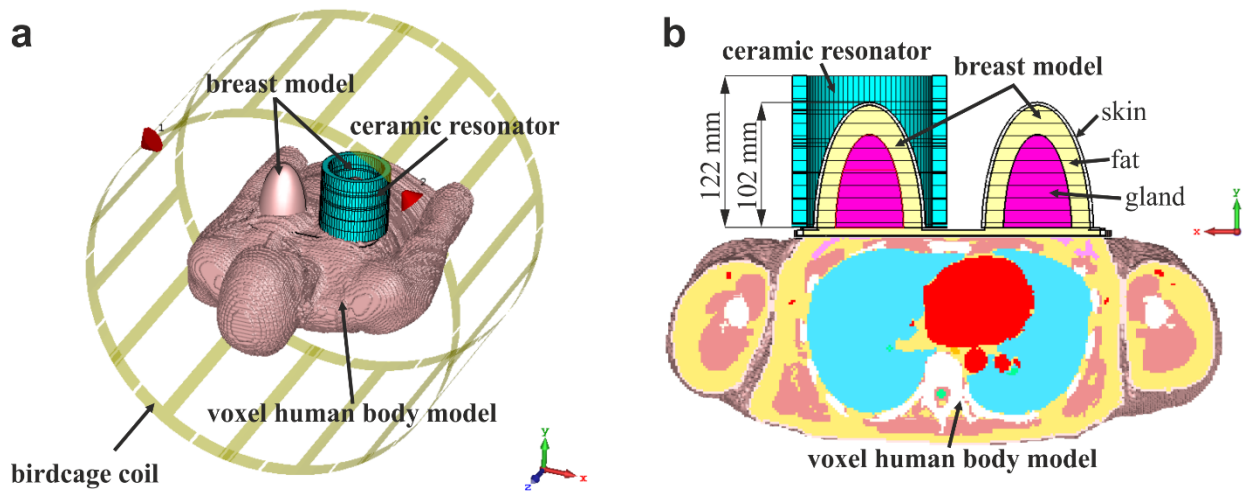 a
breast model
ceramic resonator
voxel human body model
birdcage coil
1
y
x
z
b
ceramic resonator
breast model
skin
fat
gland
122 mm
102 mm
y
x
voxel human body model